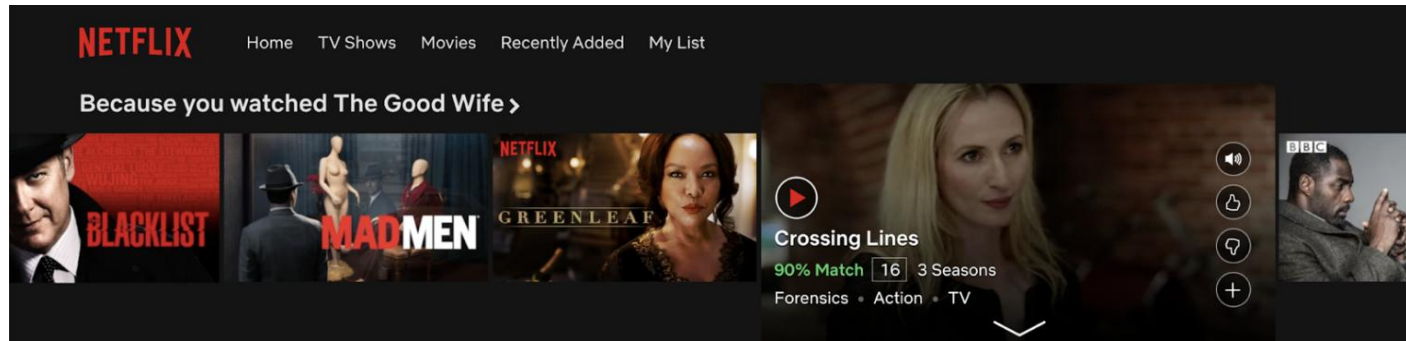 NETFLIX Home TV Shows Movies Recently Added My List
Because you watched The Good Wife >
BLACKLIST
MADMEN
NETFLIX
GREENLEAF
Crossing Lines
90% Match 16 3 Seasons
Forensics • Action • TV
BBC